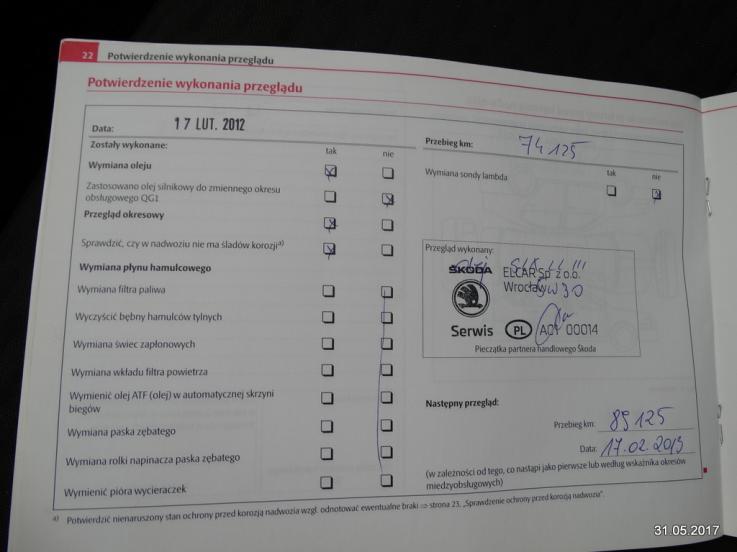 22 Potwierdzenie wykonania przeglądu
Potwierdzenie wykonania przeglądu
Data: 17 LUT. 2012
Zostały wykonane: tak nie
Wymiana oleju
Zastosowano olej silnikowy do zmiennego okresu
obsługowego QG1
Przegląd okresowy
Sprawdzić, czy w nadwoziu nie ma śladów korozji a)
Wymiana płynu hamulcowego
Wymiana filtra paliwa
Wyczyścić bębny hamulców tylnych
Wymiana świec zapłonowych
Wymiana wkładu filtra powietrza
Wymienić olej ATF (olej) w automatycznej skrzyni
biegów
Wymiana paska zębatego
Wymiana rolki napinacza paska zębatego
Wymienić pióra wycieraczek
Przebieg km: 74 125
tak nie
Wymiana sondy lambda
Przegląd wykonany:
olej
ŠKODA ELCAR Sp. z o.o.
Wrocław
5W30
Serwis PL 00014
Pieczątka partnera handlowego Škoda
Następny przegląd:
Przebieg km: 89 125
Data: 17.02.2013
(w zależności od tego, co nastąpi jako pierwsze lub według wskaźnika okresów
międzyobsługowych)
a) Potwierdzić nienaruszony stan ochrony przed korozją nadwozia wzgl. odnotować ewentualne braki ⇒ strona 23, „Sprawdzenie ochrony przed korozją nadwozia".
31.05.2017